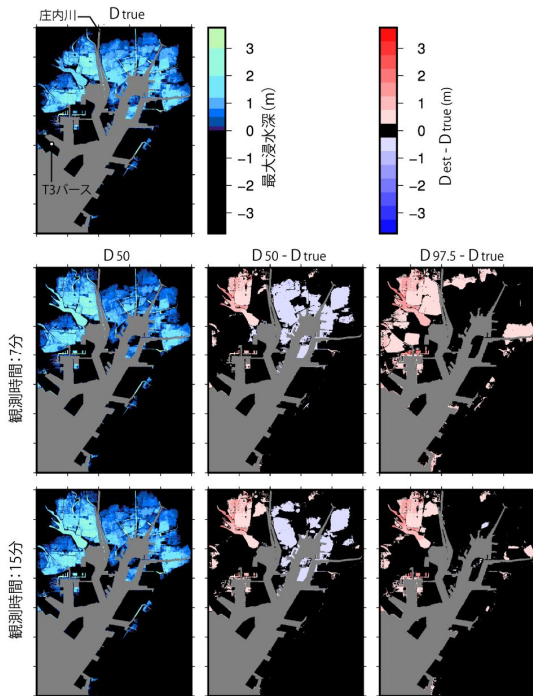 庄内川
D true
T3バース
3
2
1
0
−1
−2
−3
最大浸水深(m)
3
2
1
0
−1
−2
−3
D est - D true (m)
D 50
D 50 - D true
D 97.5 - D true
観測時間:7分
観測時間:15分